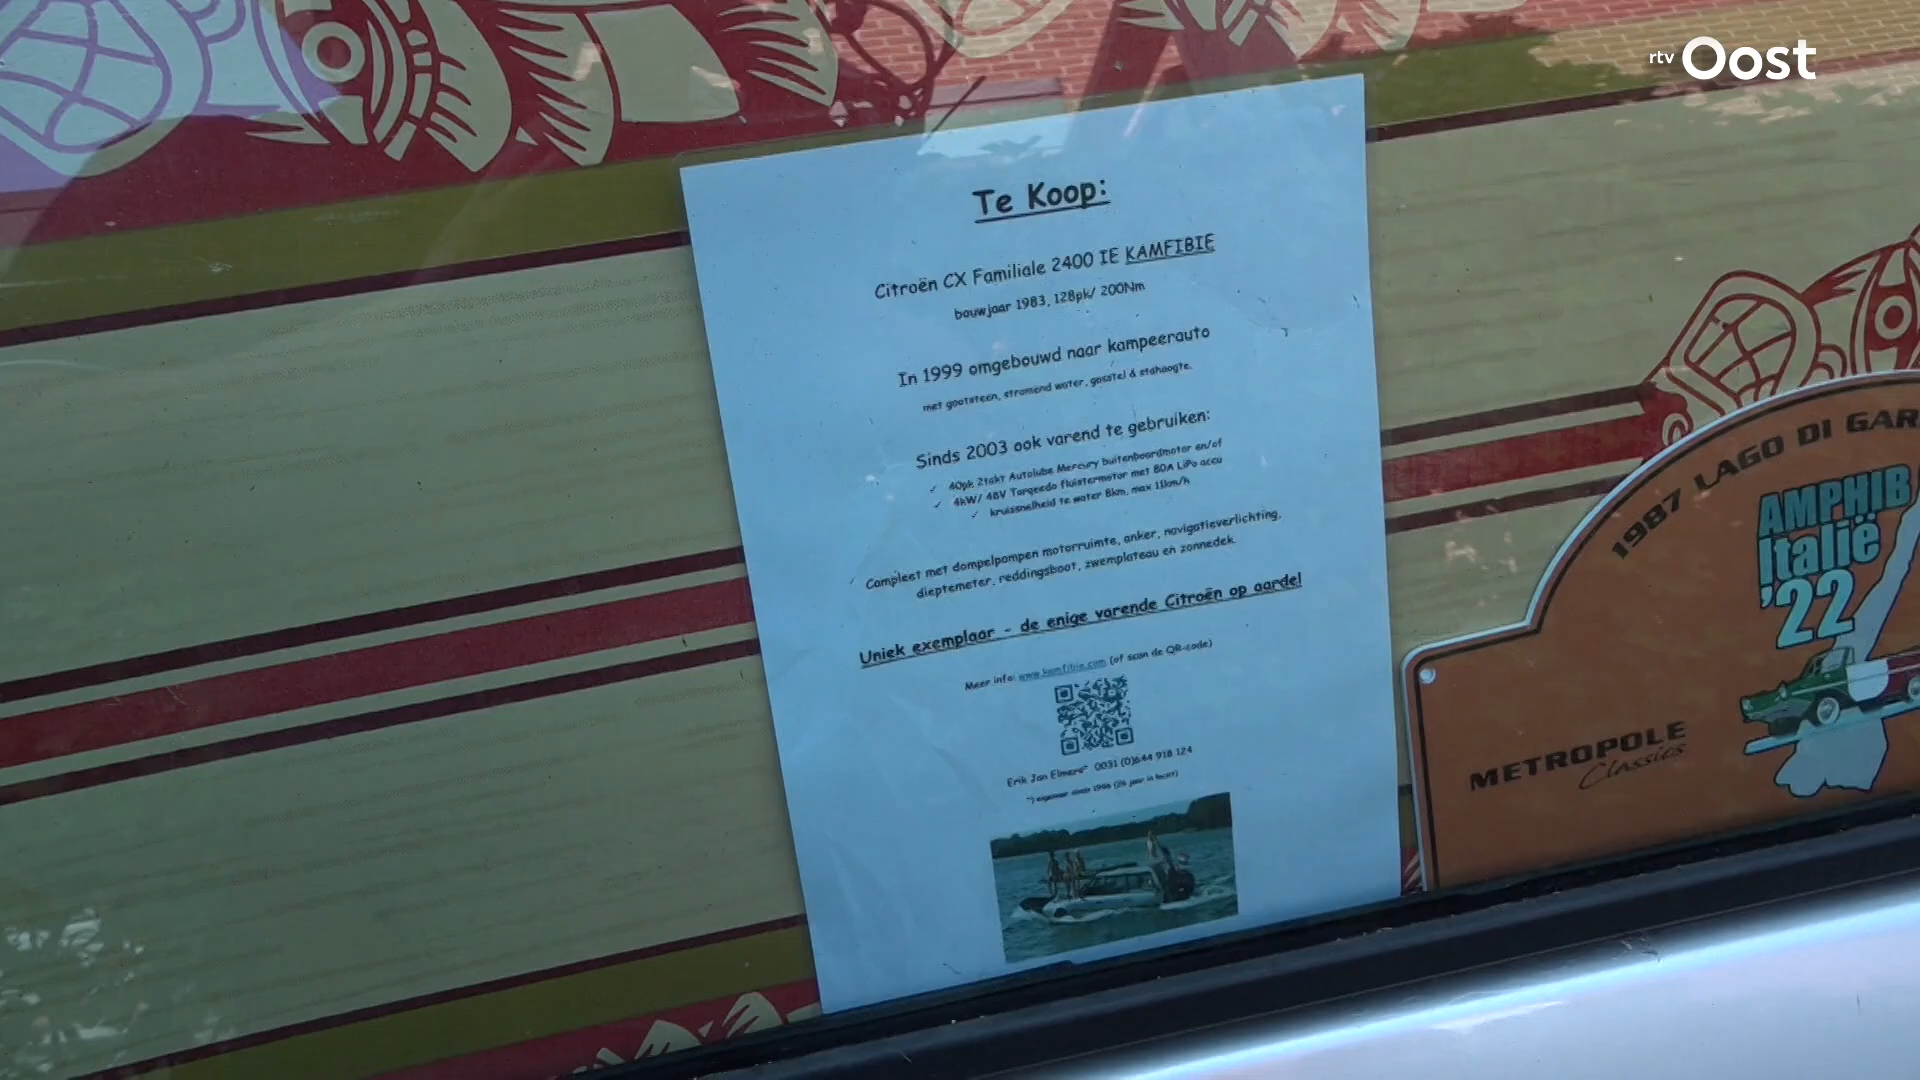 rtv Oost
Te Koop:
Citroën CX Familiale 2400 IE KAMFIBIE
bouwjaar 1983, 128pk/ 200Nm
In 1999 omgebouwd naar kampeerauto
met gootsteen, stromend water, gasstel & stahoogte.
Sinds 2003 ook varend te gebruiken:
✓ 40pk 2takt Autolube Mercury buitenboordmotor en/of
✓ 4kW/ 48V Torqeedo fluistermotor met 80A LiPo accu
✓ kruissnelheid te water 8km, max 11km/h
Compleet met dompelpompen motorruimte, anker, navigatieverlichting,
dieptemeter, reddingsboot, zwemplateau en zonnedek.
Uniek exemplaar - de enige varende Citroën op aarde!
Meer info: www.kamfibie.com (of scan de QR-code)
Erik Jan 0031 (0)644 918 124
*) eigenaar sinds
1987 LAGO DI GAR
AMPHIB
Italië
'22
METROPOLE
Classics